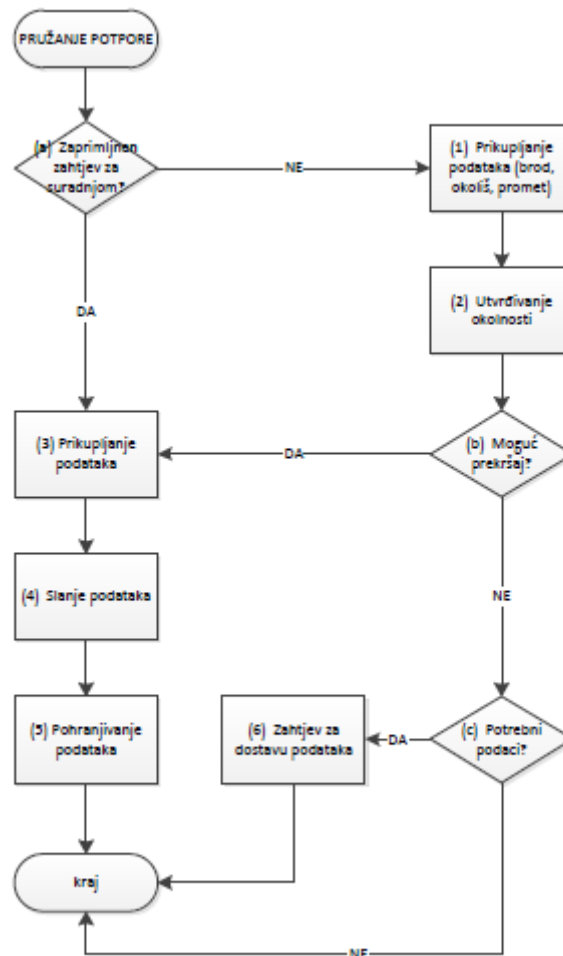 PRUŽANJE POTPORE
(a) Zaprimljnen
zahtjev za
suradnjom?
NE
(1) Prikupljanje
podataka (brod,
okoliš, promet)
DA
(2) Utvrđivanje
okolnosti
(3) Prikupljanje
podataka
DA
(b) Moguć
prekršaj?
(4) Slanje podataka
NE
(5) Pohranjivanje
podataka
(6) Zahtjev za
dostavu podataka
DA
(c) Potrebni
podaci?
kraj
NE